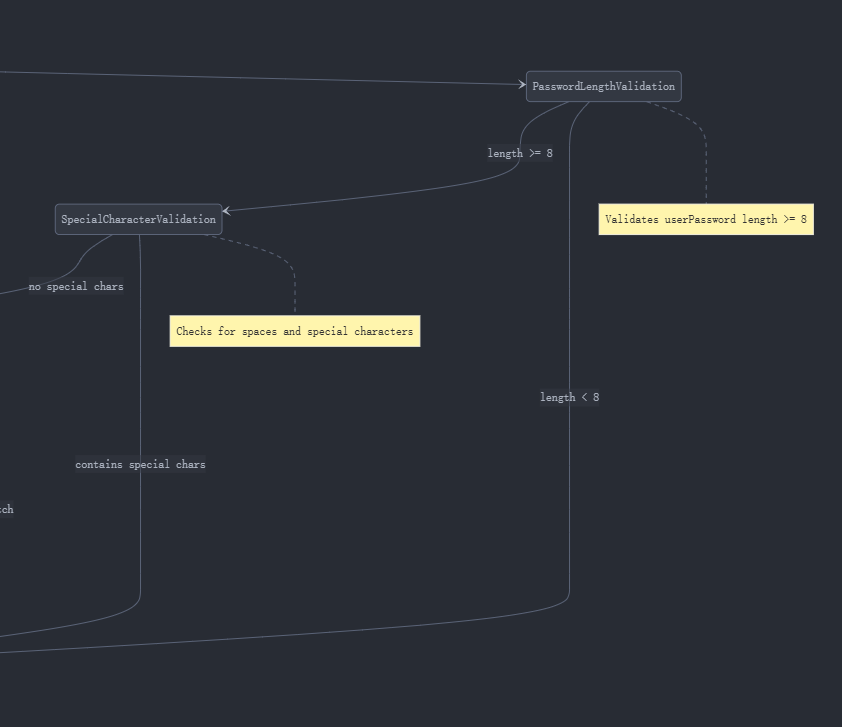 PasswordLengthValidation
length >= 8
SpecialCharacterValidation
Validates userPassword length >= 8
no special chars
Checks for spaces and special characters
length < 8
contains special chars
tch